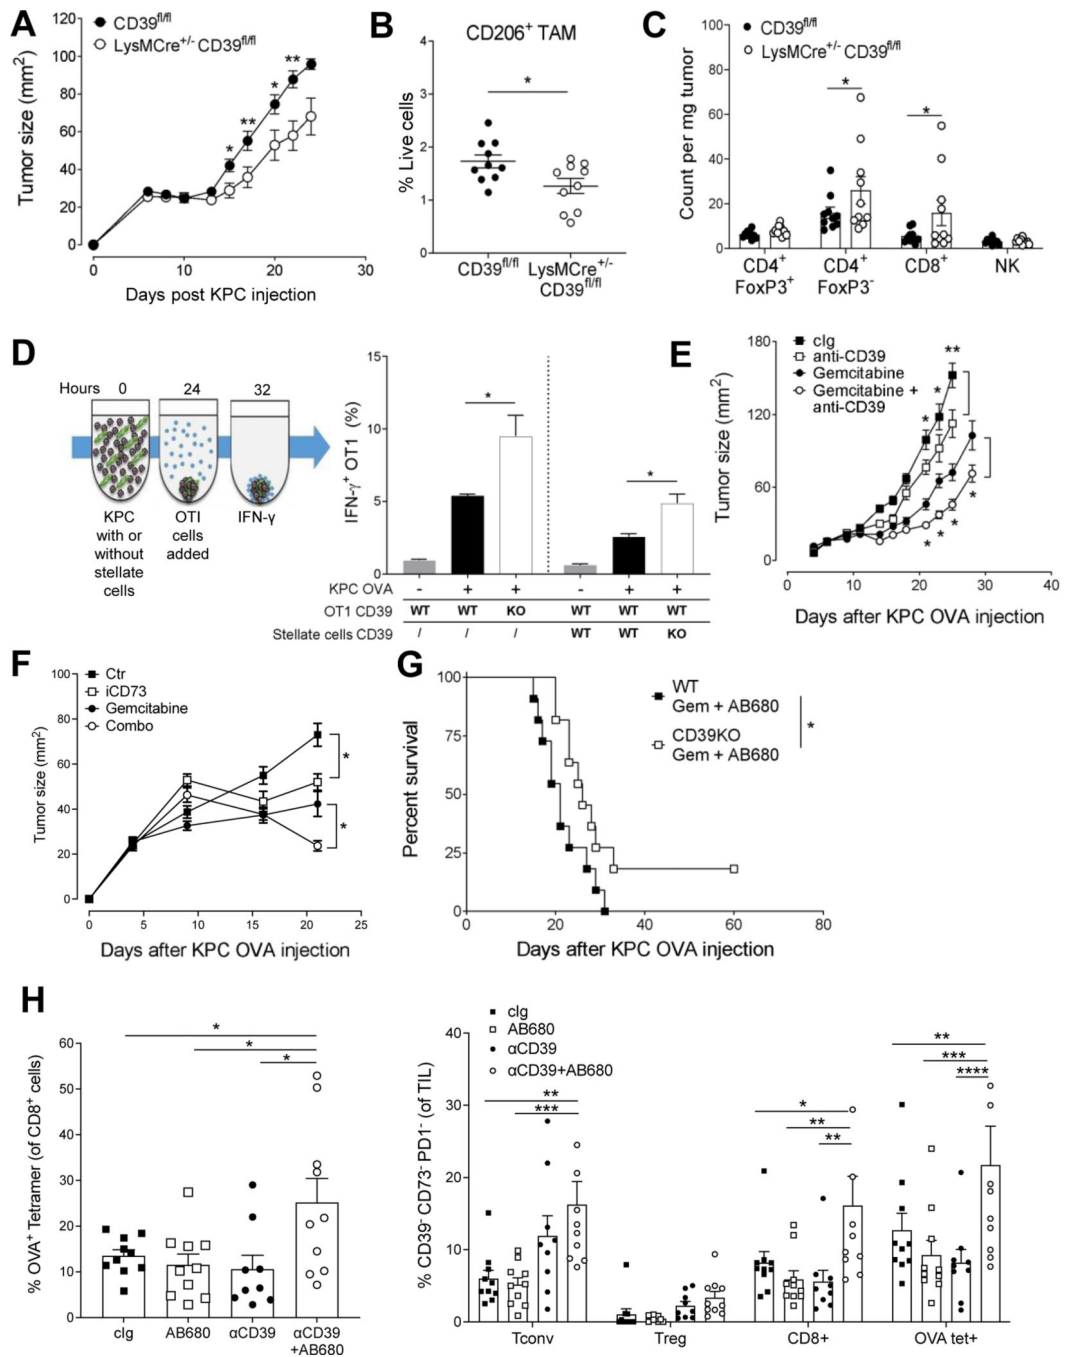 A
CD39fl/fl
LysMCre+/- CD39fl/fl
Tumor size (mm2)
120
100
80
60
40
20
0
*
**
*
**
0
10
20
30
Days post KPC injection
B
CD206+ TAM
% Live cells
4
3
2
1
0
*
CD39fl/fl
LysMCre+/-
CD39fl/fl
C
CD39fl/fl
LysMCre+/- CD39fl/fl
Count per mg tumor
100
80
60
40
20
0
*
*
CD4+
FoxP3+
CD4+
FoxP3-
CD8+
NK
D
Hours 0 24 32
KPC
with or
without
stellate
cells
OTI
cells
added
IFN-γ
IFN-γ+ OT1 (%)
15
10
5
0
*
*
KPC OVA - + + - + +
OT1 CD39 WT WT KO WT WT WT
Stellate cells CD39 / / / WT WT KO
E
cIg
anti-CD39
Gemcitabine
Gemcitabine +
anti-CD39
Tumor size (mm2)
180
120
60
0
**
*
*
*
*
*
*
0
10
20
30
40
Days after KPC OVA injection
F
Ctr
iCD73
Gemcitabine
Combo
Tumor size (mm2)
100
80
60
40
20
0
*
*
0
5
10
15
20
25
Days after KPC OVA injection
G
WT
Gem + AB680
CD39KO
Gem + AB680
*
Percent survival
100
75
50
25
0
0
20
40
60
80
Days after KPC OVA injection
H
% OVA+ Tetramer (of CD8+ cells)
60
50
40
30
20
10
0
*
*
*
cIg
AB680
αCD39
αCD39
+AB680
cIg
AB680
αCD39
αCD39+AB680
% CD39- CD73- PD1- (of TIL)
40
30
20
10
0
**
***
*
**
**
**
***
****
Tconv
Treg
CD8+
OVA tet+